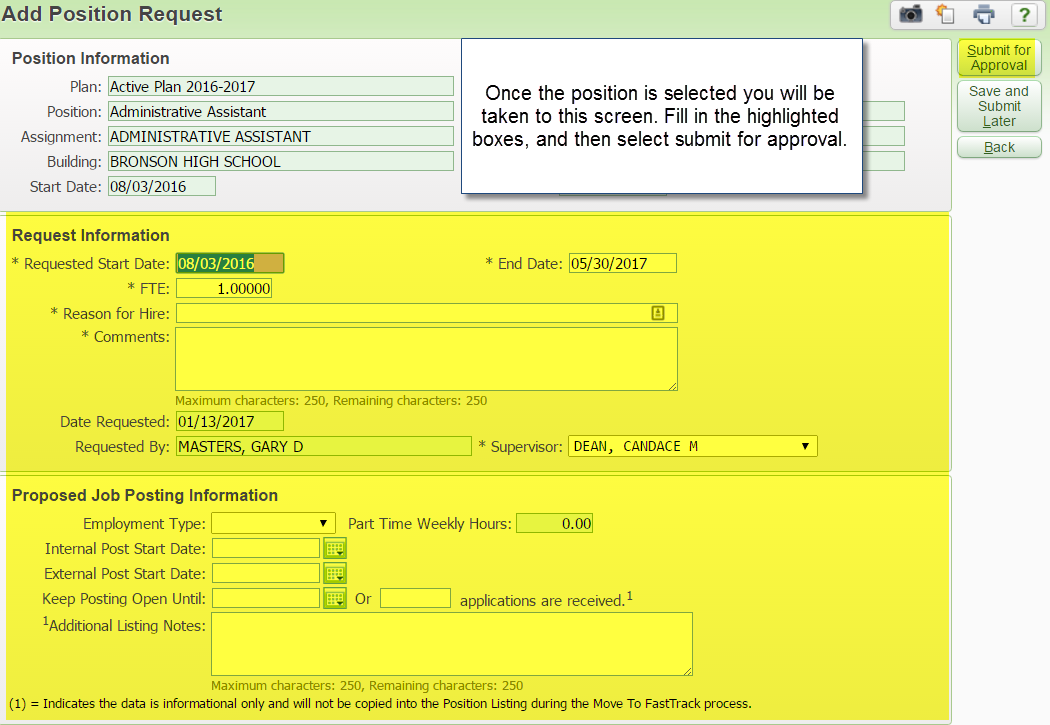 Add Position Request
?
Position Information
Plan: Active Plan 2016-2017
Position: Administrative Assistant
Assignment: ADMINISTRATIVE ASSISTANT
Building: BRONSON HIGH SCHOOL
Start Date: 08/03/2016
Once the position is selected you will be
taken to this screen. Fill in the highlighted
boxes, and then select submit for approval.
Submit for
Approval
Save and
Submit
Later
Back
Request Information
* Requested Start Date: 08/03/2016 * End Date: 05/30/2017
* FTE: 1.00000
* Reason for Hire:
* Comments:
Maximum characters: 250, Remaining characters: 250
Date Requested: 01/13/2017
Requested By: MASTERS, GARY D * Supervisor: DEAN, CANDACE M
Proposed Job Posting Information
Employment Type: Part Time Weekly Hours: 0.00
Internal Post Start Date:
External Post Start Date:
Keep Posting Open Until: Or applications are received.1
1Additional Listing Notes:
Maximum characters: 250, Remaining characters: 250
(1) = Indicates the data is informational only and will not be copied into the Position Listing during the Move To FastTrack process.